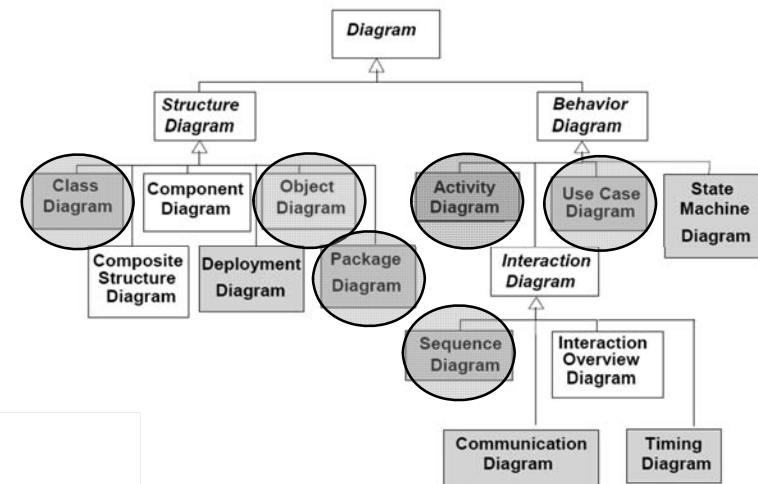 Diagram
Structure
Diagram
Behavior
Diagram
Class
Diagram
Component
Diagram
Object
Diagram
Activity
Diagram
Use Case
Diagram
State
Machine
Diagram
Composite
Structure
Diagram
Deployment
Diagram
Package
Diagram
Interaction
Diagram
Sequence
Diagram
Interaction
Overview
Diagram
Communication
Diagram
Timing
Diagram